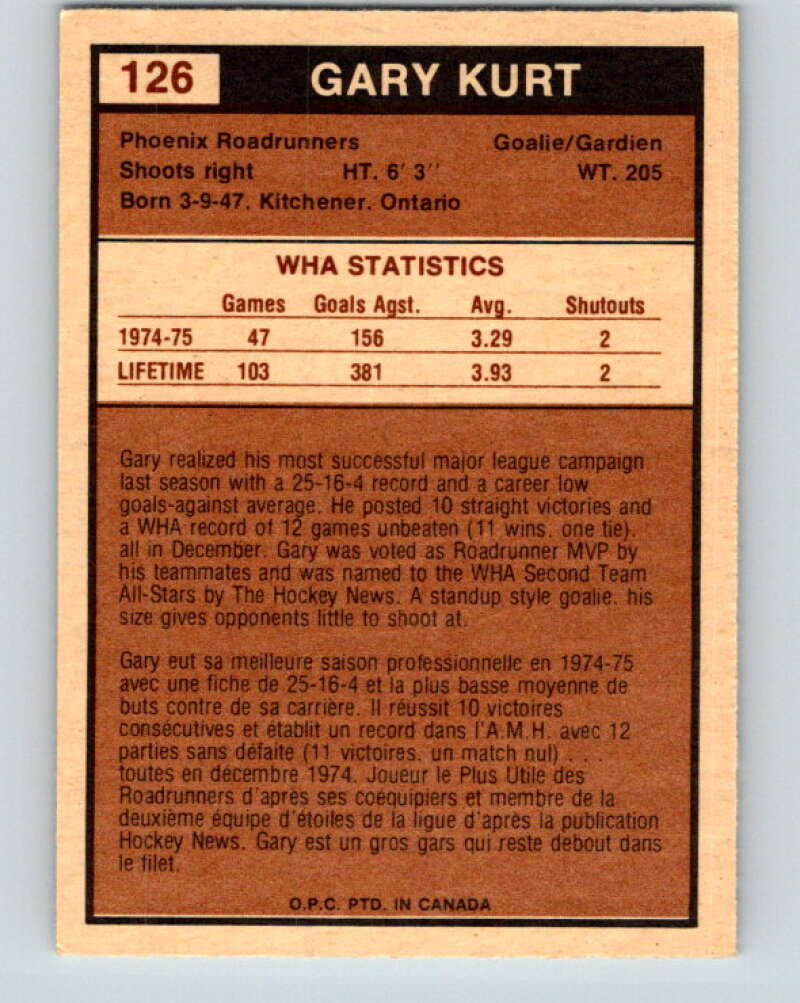 126 GARY KURT
Phoenix Roadrunners Goalie/Gardien
Shoots right HT. 6' 3'' WT. 205
Born 3-9-47. Kitchener. Ontario
WHA STATISTICS
Games Goals Agst. Avg. Shutouts
1974-75 47 156 3.29 2
LIFETIME 103 381 3.93 2
Gary realized his most successful major league campaign
last season with a 25-16-4 record and a career low
goals-against average. He posted 10 straight victories and
a WHA record of 12 games unbeaten (11 wins. one tie).
all in December. Gary was voted as Roadrunner MVP by
his teammates and was named to the WHA Second Team
All-Stars by The Hockey News. A standup style goalie. his
size gives opponents little to shoot at.
Gary eut sa meilleure saison professionnelle en 1974-75
avec une fiche de 25-16-4 et la plus basse moyenne de
buts contre de sa carrière. Il réussit 10 victoires
consécutives et établit un record dans l'A.M.H. avec 12
parties sans défaite (11 victoires. un match nul) . . .
toutes en décembre 1974. Joueur le Plus Utile des
Roadrunners d'après ses coéquipiers et membre de la
deuxième équipe d'étoiles de la ligue d'après la publication
Hockey News. Gary est un gros gars qui reste debout dans
le filet.
O.P.C. PTD. IN CANADA